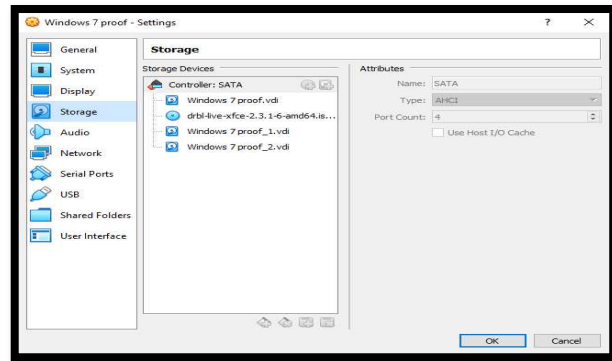 Windows 7 proof - Settings
? ×
General
System
Display
Storage
Audio
Network
Serial Ports
USB
Shared Folders
User Interface
Storage
Storage Devices
Controller: SATA
Windows 7 proof.vdi
drbl-live-xfce-2.3.1-6-amd64.is...
Windows 7 proof_1.vdi
Windows 7 proof_2.vdi
Attributes
Name: SATA
Type: AHCI
Port Count: 4
Use Host I/O Cache
OK Cancel